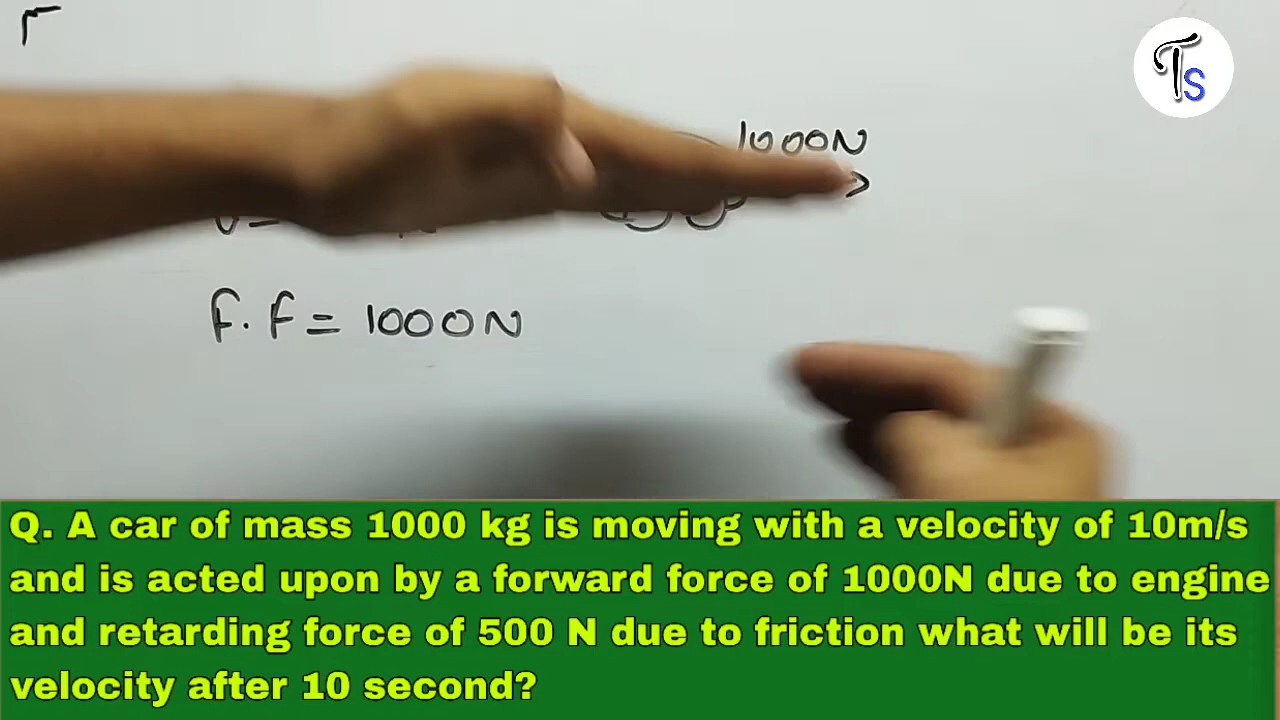 Ts
1000N
F.F = 1000N
Q. A car of mass 1000 kg is moving with a velocity of 10m/s
and is acted upon by a forward force of 1000N due to engine
and retarding force of 500 N due to friction what will be its
velocity after 10 second?